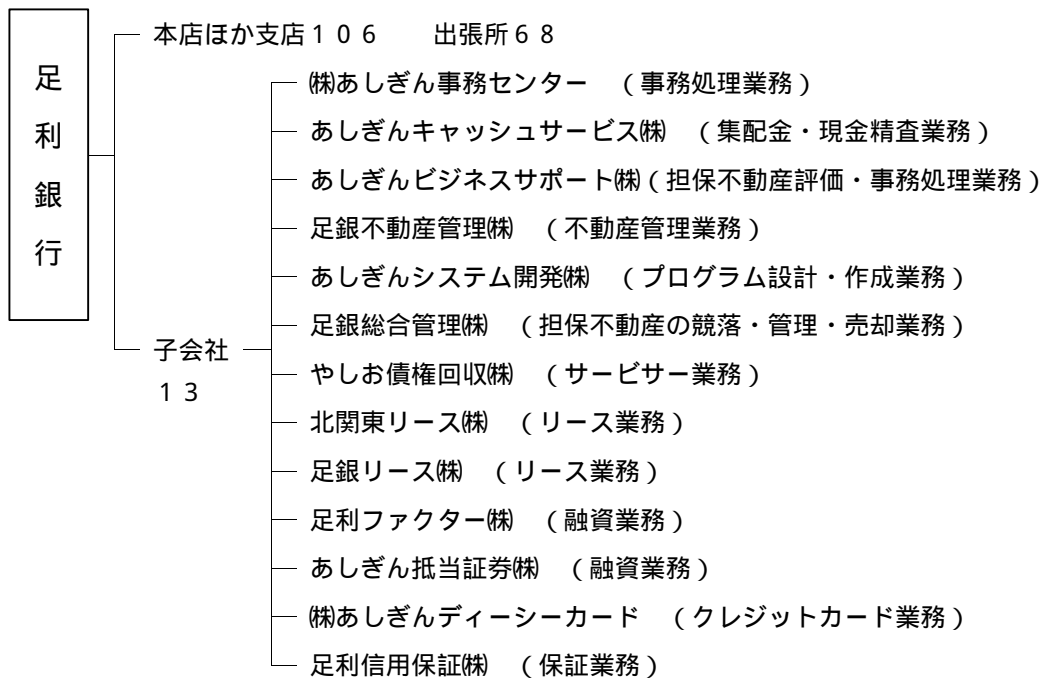 足利銀行
本店ほか支店１０６　　出張所６８
子会社
１３
㈱あしぎん事務センター　（事務処理業務）
あしぎんキャッシュサービス㈱　（集配金・現金精査業務）
あしぎんビジネスサポート㈱（担保不動産評価・事務処理業務）
足銀不動産管理㈱　（不動産管理業務）
あしぎんシステム開発㈱　（プログラム設計・作成業務）
足銀総合管理㈱　（担保不動産の競落・管理・売却業務）
やしお債権回収㈱　（サービサー業務）
北関東リース㈱　（リース業務）
足銀リース㈱　（リース業務）
足利ファクター㈱　（融資業務）
あしぎん抵当証券㈱　（融資業務）
㈱あしぎんディーシーカード　（クレジットカード業務）
足利信用保証㈱　（保証業務）